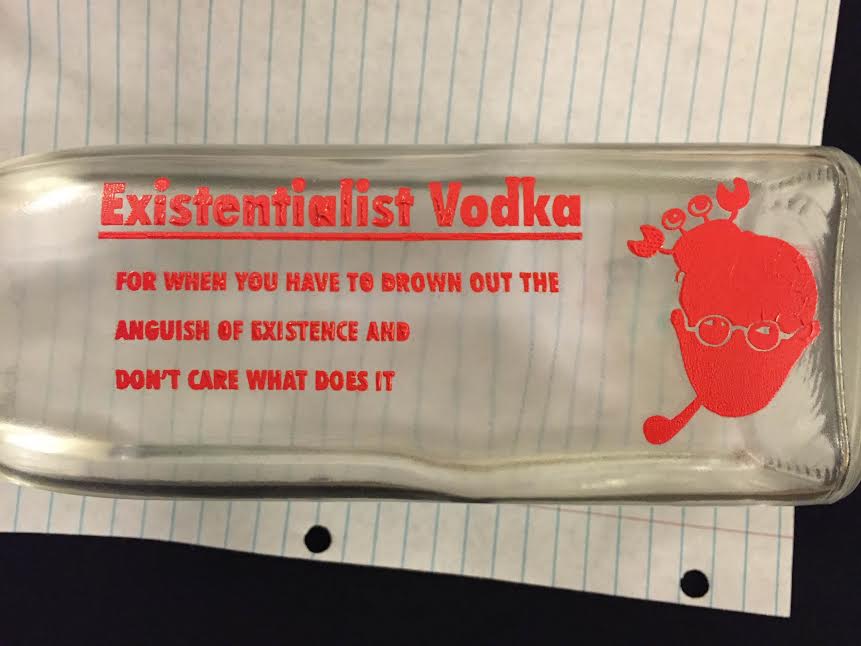 Existentialist Vodka
FOR WHEN YOU HAVE TO DROWN OUT THE
ANGUISH OF EXISTENCE AND
DON'T CARE WHAT DOES IT